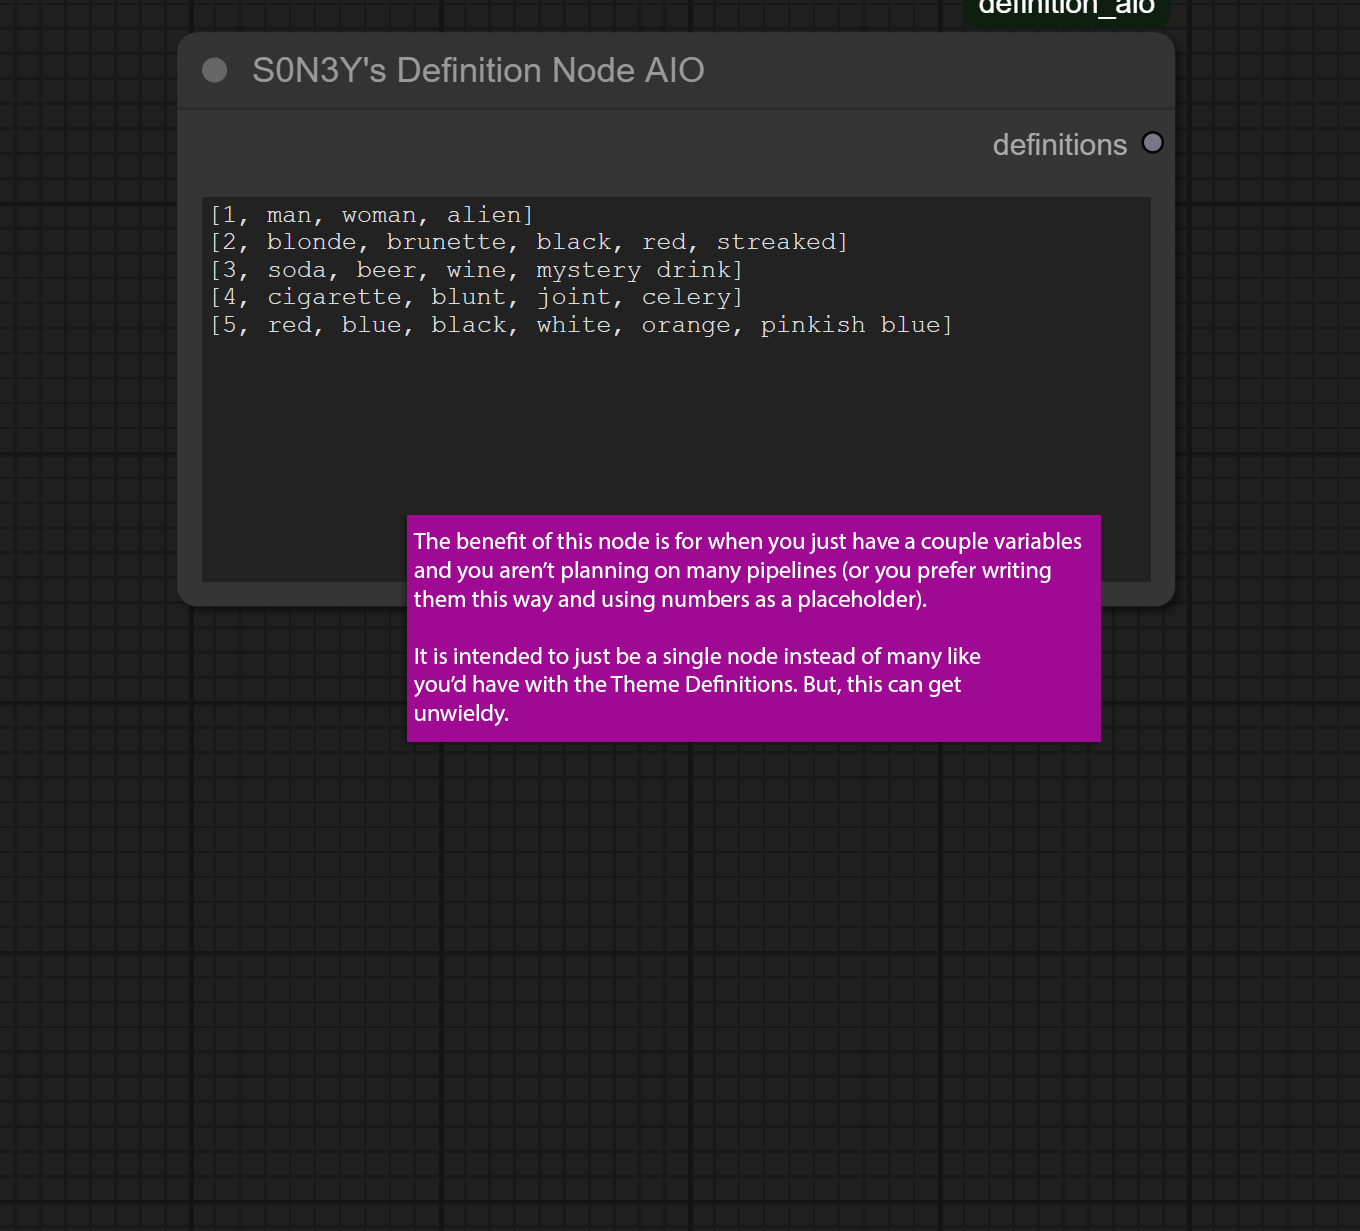 definition_aio
S0N3Y's Definition Node AIO
definitions
[1, man, woman, alien]
[2, blonde, brunette, black, red, streaked]
[3, soda, beer, wine, mystery drink]
[4, cigarette, blunt, joint, celery]
[5, red, blue, black, white, orange, pinkish blue]
The benefit of this node is for when you just have a couple variables
and you aren't planning on many pipelines (or you prefer writing
them this way and using numbers as a placeholder).
It is intended to just be a single node instead of many like
you'd have with the Theme Definitions. But, this can get
unwieldy.